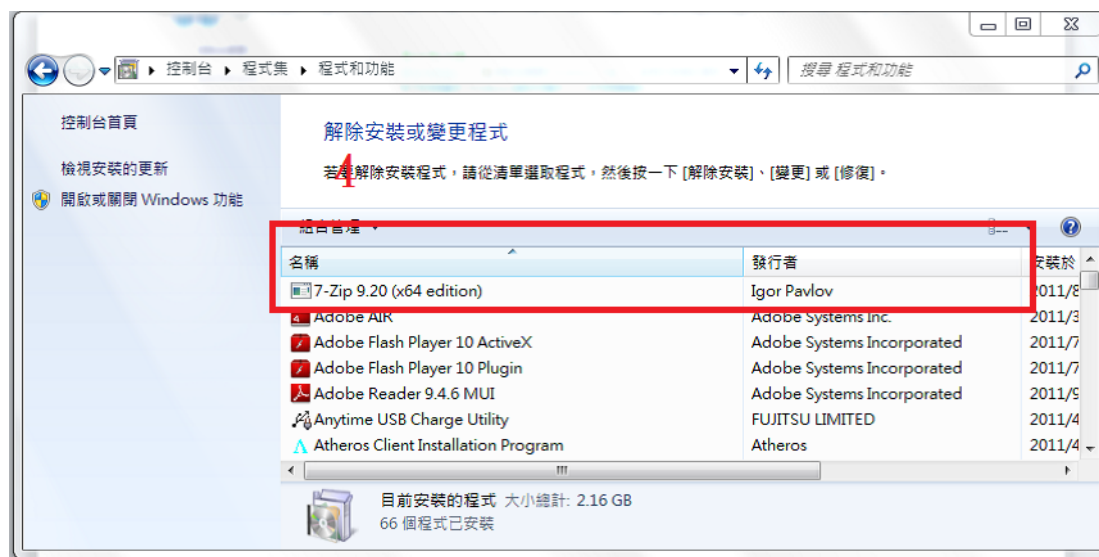 控制台 ▸ 程式集 ▸ 程式和功能
搜尋 程式和功能
控制台首頁
檢視安裝的更新
開啟或關閉 Windows 功能
解除安裝或變更程式
若要解除安裝程式,請從清單選取程式,然後按一下 [解除安裝]、[變更] 或 [修復]。
4
組合管理
名稱 發行者 安裝於
7-Zip 9.20 (x64 edition) Igor Pavlov 2011/8
Adobe AIR Adobe Systems Inc. 2011/3
Adobe Flash Player 10 ActiveX Adobe Systems Incorporated 2011/7
Adobe Flash Player 10 Plugin Adobe Systems Incorporated 2011/7
Adobe Reader 9.4.6 MUI Adobe Systems Incorporated 2011/9
Anytime USB Charge Utility FUJITSU LIMITED 2011/4
Atheros Client Installation Program Atheros 2011/4
目前安裝的程式 大小總計: 2.16 GB
66 個程式已安裝